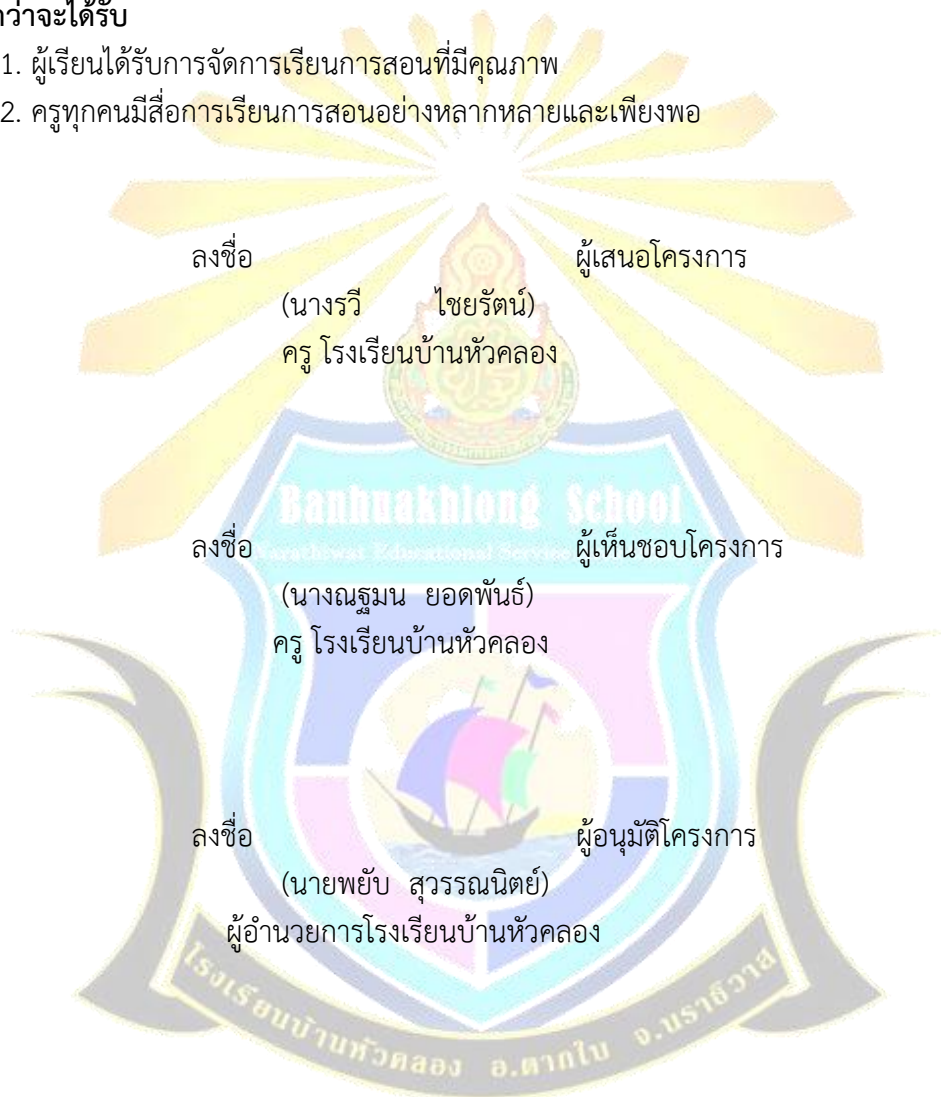 ว่าจะได้รับ
1. ผู้เรียนได้รับการจัดการเรียนการสอนที่มีคุณภาพ
2. ครูทุกคนมีสื่อการเรียนการสอนอย่างหลากหลายและเพียงพอ
ลงชื่อ ผู้เสนอโครงการ
(นางรวี ไชยรัตน์)
ครู โรงเรียนบ้านหัวคลอง
Banhuakhlong School
ลงชื่อ ผู้เห็นชอบโครงการ
Narathiwat Educational Service
(นางณฐมน ยอดพันธ์)
ครู โรงเรียนบ้านหัวคลอง
ลงชื่อ ผู้อนุมัติโครงการ
(นายพยับ สุวรรณนิตย์)
ผู้อำนวยการโรงเรียนบ้านหัวคลอง
โรงเรียนบ้านหัวคลอง อ.ตากใบ จ.นราธิวาส